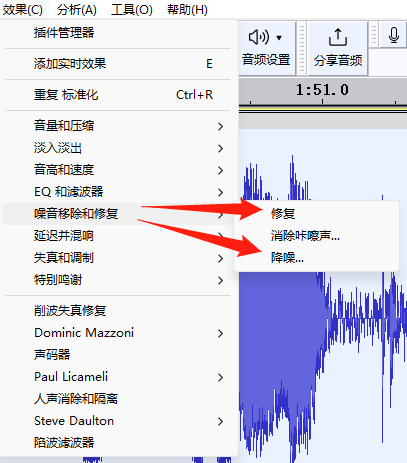 效果(C) 分析(A) 工具(O) 帮助(H)
插件管理器
添加实时效果 E
重复 标准化 Ctrl+R
音量和压缩
淡入淡出
音高和速度
EQ 和滤波器
噪音移除和修复
延迟并混响
失真和调制
特别鸣谢
削波失真修复
Dominic Mazzoni
声码器
Paul Licameli
人声消除和隔离
Steve Daulton
陷波滤波器
修复
消除咔嚓声...
降噪...
音频设置 分享音频
1:51.0